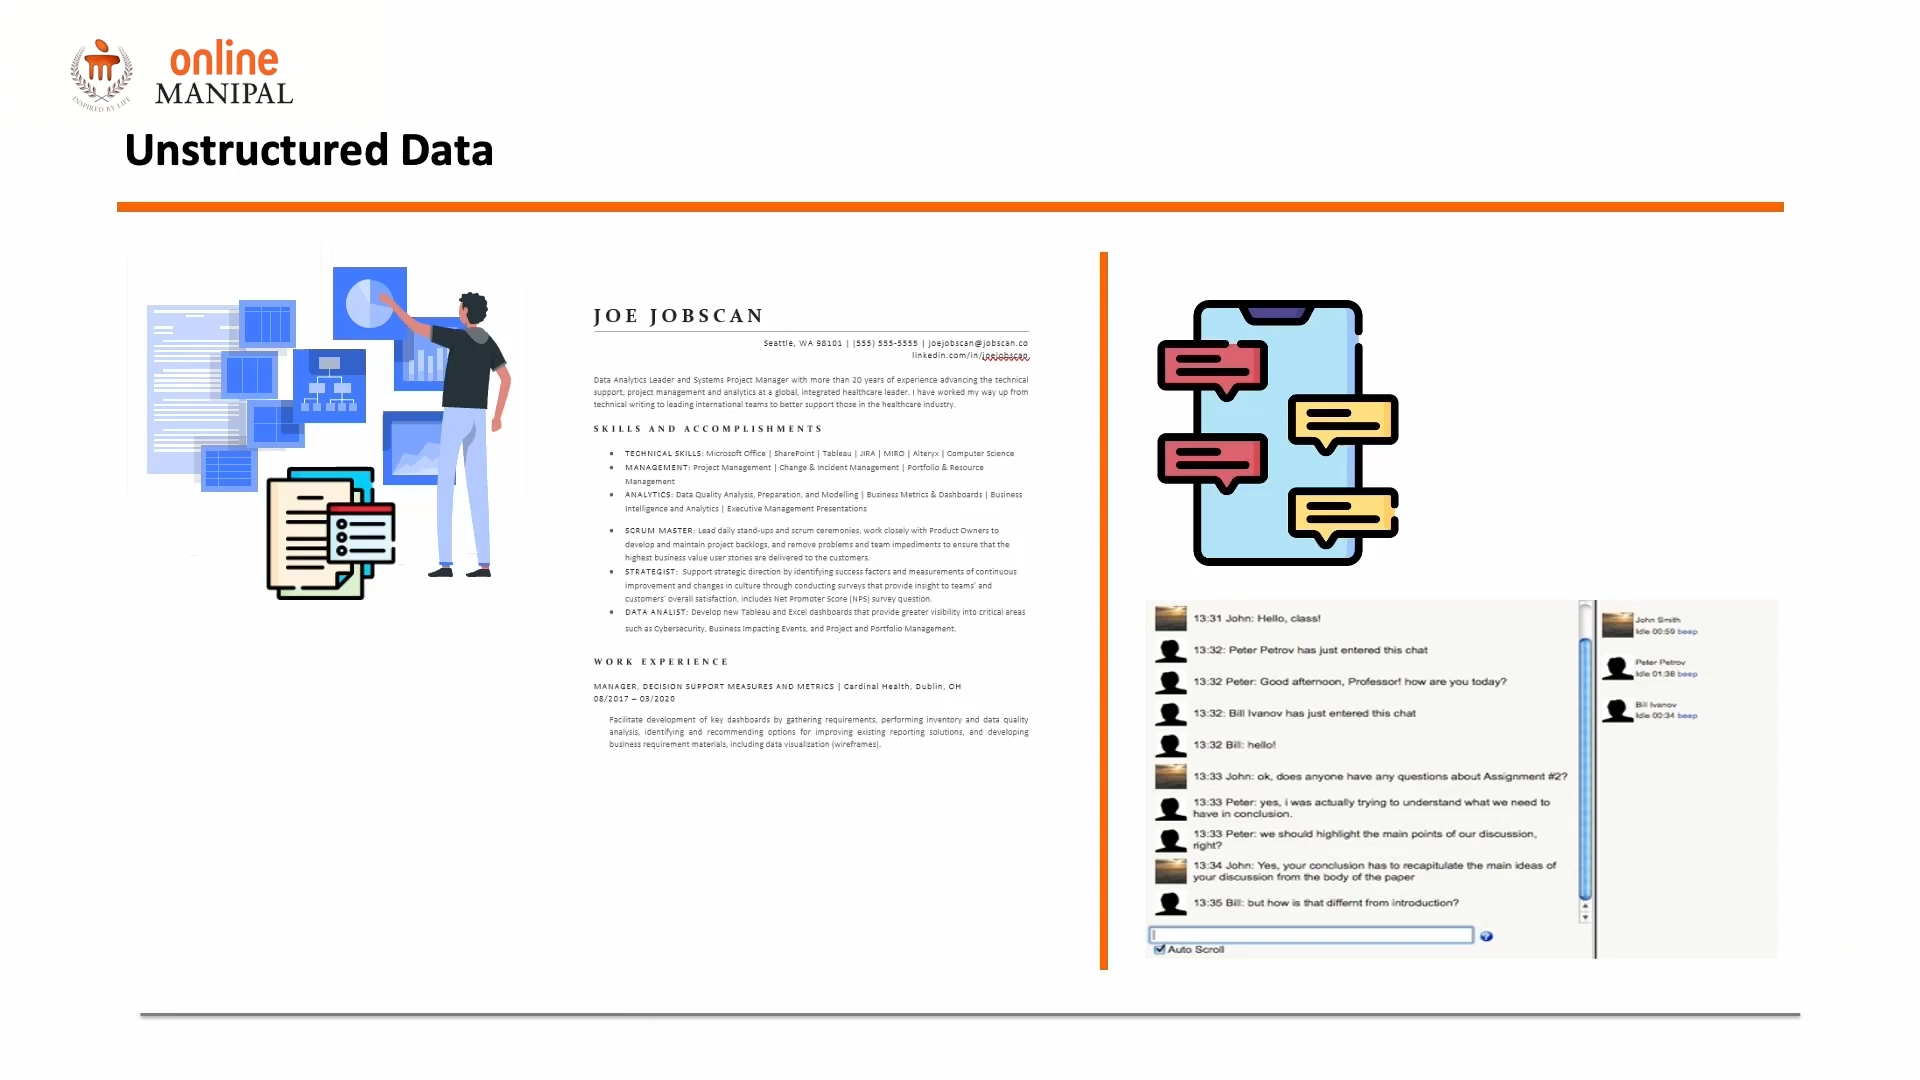 online
MANIPAL
INSPIRED BY LIFE
Unstructured Data
JOE JOBSCAN
Seattle, WA 98101 | (555) 555-5555 | joejobscan@jobscan.co
linkedin.com/in/joejobscan
Data Analytics Leader and Systems Project Manager with more than 20 years of experience advancing the technical
support, project management and analytics at a global, integrated healthcare leader. I have worked my way up from
technical writing to leading international teams to better support those in the healthcare industry.
SKILLS AND ACCOMPLISHMENTS
• TECHNICAL SKILLS: Microsoft Office | SharePoint | Tableau | JIRA | MIRO | Alteryx | Computer Science
• MANAGEMENT: Project Management | Change & Incident Management | Portfolio & Resource
Management
• ANALYTICS: Data Quality Analysis, Preparation, and Modelling | Business Metrics & Dashboards | Business
Intelligence and Analytics | Executive Management Presentations
• SCRUM MASTER: Lead daily stand-ups and scrum ceremonies, work closely with Product Owners to
develop and maintain project backlogs, and remove problems and team impediments to ensure that the
highest business value user stories are delivered to the customers.
• STRATEGIST: Support strategic direction by identifying success factors and measurements of continuous
improvement and changes in culture through conducting surveys that provide insight to teams' and
customers' overall satisfaction, includes Net Promoter Score (NPS) survey question.
• DATA ANALIST: Develop new Tableau and Excel dashboards that provide greater visibility into critical areas
such as Cybersecurity, Business Impacting Events, and Project and Portfolio Management.
WORK EXPERIENCE
MANAGER, DECISION SUPPORT MEASURES AND METRICS | Cardinal Health, Dublin, OH
08/2017 – 03/2020
Facilitate development of key dashboards by gathering requirements, performing inventory and data quality
analysis, identifying and recommending options for improving existing reporting solutions, and developing
business requirement materials, including data visualization (wireframes).
13:31 John: Hello, class!
13:32: Peter Petrov has just entered this chat
13:32 Peter: Good afternoon, Professor! how are you today?
13:32: Bill Ivanov has just entered this chat
13:32 Bill: hello!
13:33 John: ok, does anyone have any questions about Assignment #2?
13:33 Peter: yes, i was actually trying to understand what we need to
have in conclusion.
13:33 Peter: we should highlight the main points of our discussion,
right?
13:34 John: Yes, your conclusion has to recapitulate the main ideas of
your discussion from the body of the paper
13:35 Bill: but how is that differnt from introduction?
Auto Scroll
John Smith
Idle 00:59 beep
Peter Petrov
Idle 01:38 beep
Bill Ivanov
Idle 00:34 beep